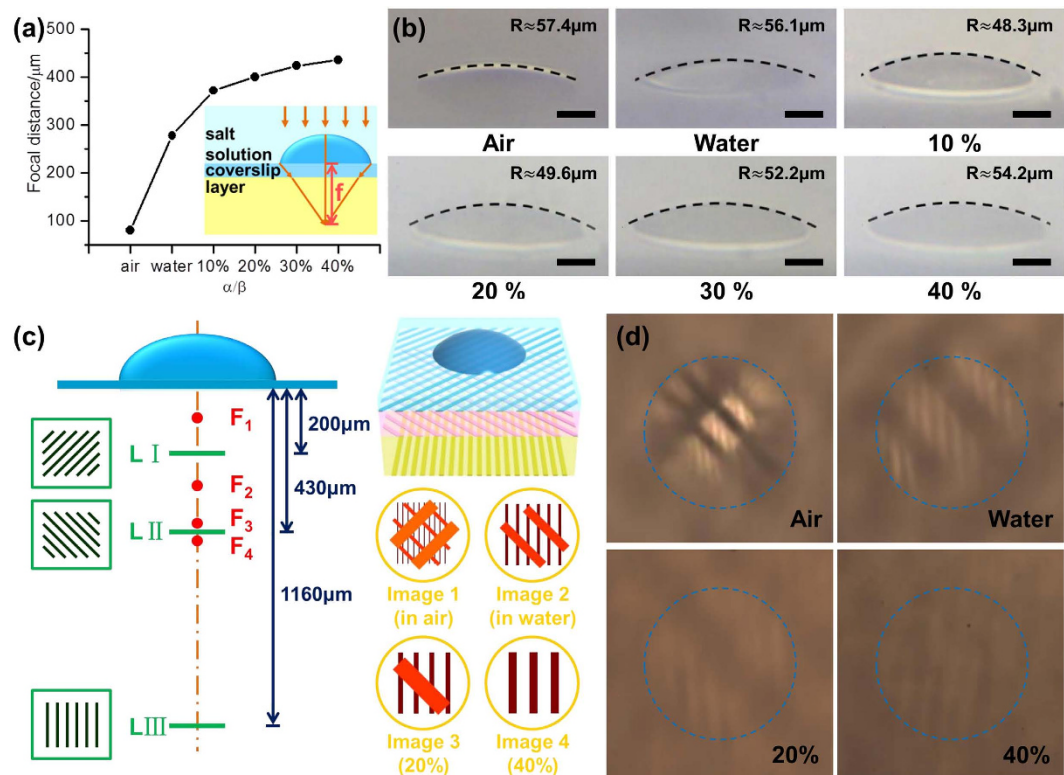 (a)
Focal distance/μm
500
400
300
200
100
salt
solution
coverslip
layer
f
air
water
10%
20%
30%
40%
α/β
(b)
R≈57.4μm
R≈56.1μm
R≈48.3μm
Air
Water
10 %
R≈49.6μm
R≈52.2μm
R≈54.2μm
20 %
30 %
40 %
(c)
F1
200μm
L Ⅰ
F2
430μm
F3
L Ⅱ
F4
1160μm
LⅢ
Image 1
(in air)
Image 2
(in water)
Image 3
(20%)
Image 4
(40%)
(d)
Air
Water
20%
40%